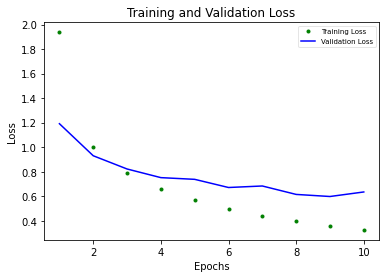 Training and Validation Loss
Training Loss
Validation Loss
2.0
1.8
1.6
1.4
1.2
1.0
0.8
0.6
0.4
Loss
2 4 6 8 10
Epochs